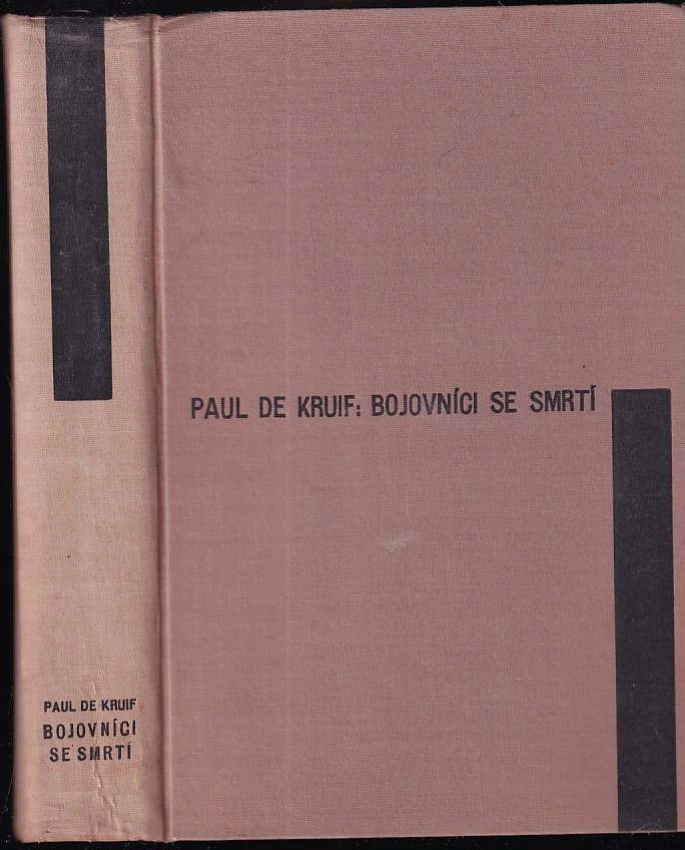 PAUL DE KRUIF: BOJOVNÍCI SE SMRTÍ
PAUL DE KRUIF
BOJOVNÍCI
SE SMRTÍ